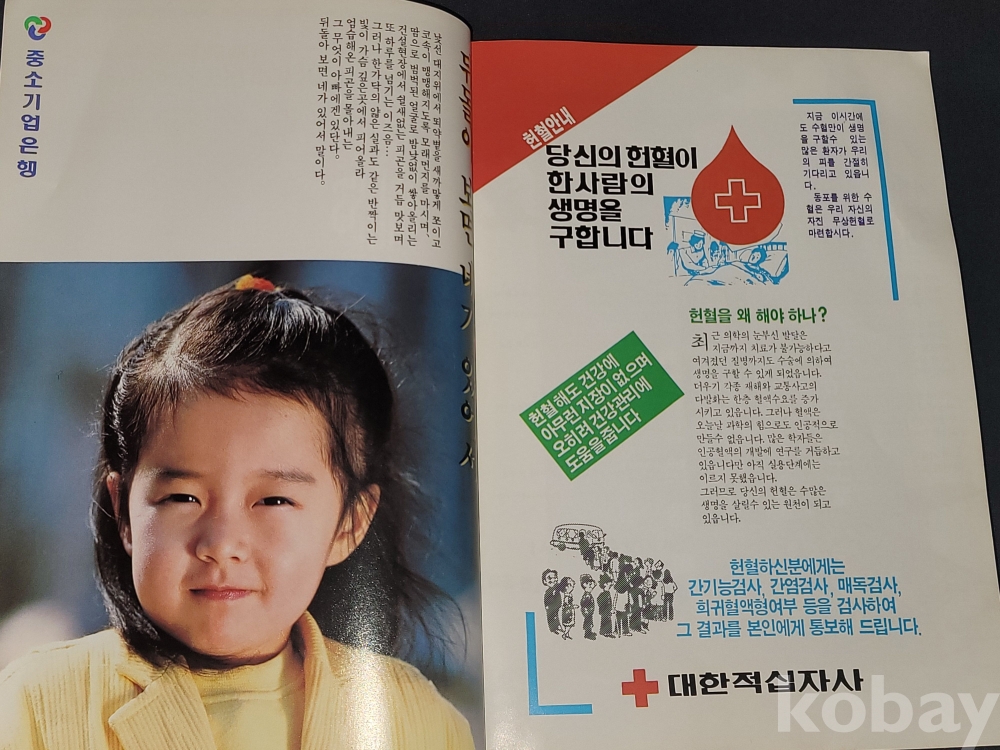 중소기업은행
뒤돌아 보면 네가 있어서
낯선 대지위에서 뙤약볕을 새까맣게 쪼이고
코속이 맹맹해지도록 모래먼지를 마시며,
땀으로 범벅된 얼굴로 밤낮없이 쌓아올리는
건설현장에서 쉴새없는 피곤을 거듭 맛보며
또 하루를 넘기는 이즈음…
그러나 한가닥의 얇은 실과도 같은 반짝이는
빛이 가슴 깊은곳에서 피어올라
엄습해온 피곤을 몰아내는
그 무엇이 아빠에겐 있단다.
뒤돌아 보면 네가 있어서 말이다.
헌혈안내
당신의 헌혈이
한사람의
생명을
구합니다
지금 이시간에
도 수혈만이 생명
을 구할수 있는
많은 환자가 우리
의 피를 간절히
기다리고 있읍니
다.
동포를 위한 수
혈은 우리 자신의
자진 무상헌혈로
마련합시다.
헌혈을 왜 해야 하나?
최근 의학의 눈부신 발달은
지금까지 치료가 불가능하다고
여겨졌던 질병까지도 수술에 의하여
생명을 구할 수 있게 되었읍니다.
더우기 각종 재해와 교통사고의
다발화는 한층 혈액수요를 증가
시키고 있읍니다. 그러나 혈액은
오늘날 과학의 힘으로도 인공적으로
만들수 없읍니다. 많은 학자들은
인공혈액의 개발에 연구를 거듭하고
있읍니다만 아직 실용단계에는
이르지 못했읍니다.
그러므로 당신의 헌혈은 수많은
생명을 살릴수 있는 원천이 되고
있읍니다.
헌혈해도 건강에
아무런 지장이 없으며
오히려 건강관리에
도움을 줍니다
헌혈하신분에게는
간기능검사, 간염검사, 매독검사,
희귀혈액형여부 등을 검사하여
그 결과를 본인에게 통보해 드립니다.
대한적십자사
kobay